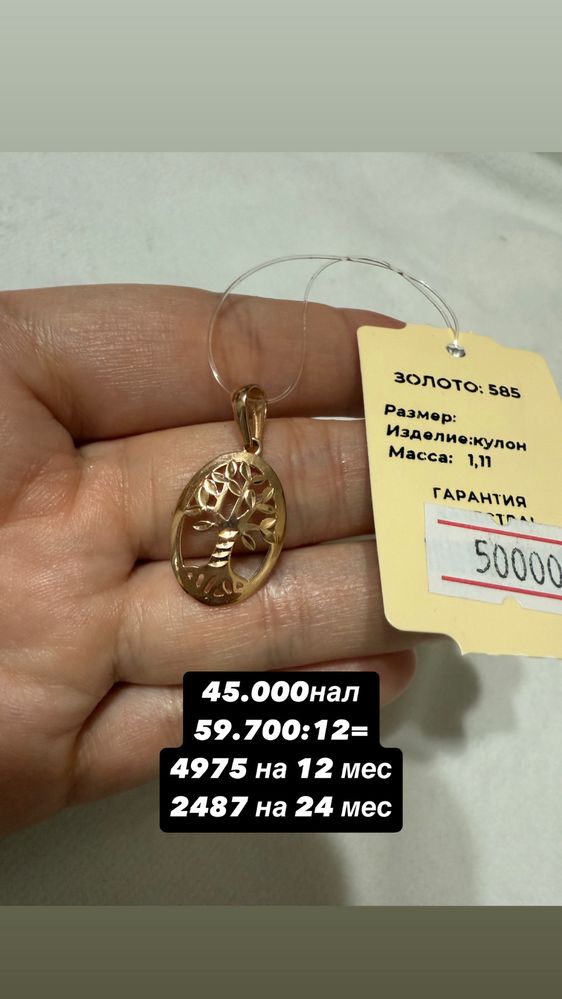 ЗОЛОТО: 585
Размер:
Изделие:кулон
Масса: 1,11
ГАРАНТИЯ
50000
45.000нал
59.700:12=
4975 на 12 мес
2487 на 24 мес